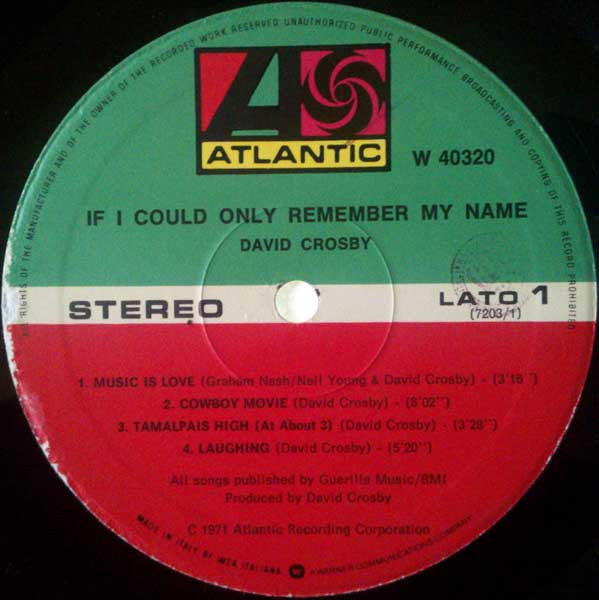 ALL RIGHTS OF THE MANUFACTURER AND OF THE OWNER OF THE RECORDED WORK RESERVED UNAUTHORIZED PUBLIC PERFORMANCE BROADCASTING AND COPYING OF THIS RECORD PROHIBITED
A
ATLANTIC
W 40320
IF I COULD ONLY REMEMBER MY NAME
DAVID CROSBY
STEREO
LATO 1
(7203/1)
1. MUSIC IS LOVE (Graham Nash/Neil Young & David Crosby) - (3'16'')
2. COWBOY MOVIE (David Crosby) - (8'02'')
3. TAMALPAIS HIGH (At About 3) (David Crosby) - (3'28'')
4. LAUGHING (David Crosby) - (5'20'')
All songs published by Guerilla Music/BMI
Produced by David Crosby
C 1971 Atlantic Recording Corporation
MADE IN ITALY BY WEA ITALIANA
A WARNER COMMUNICATIONS COMPANY